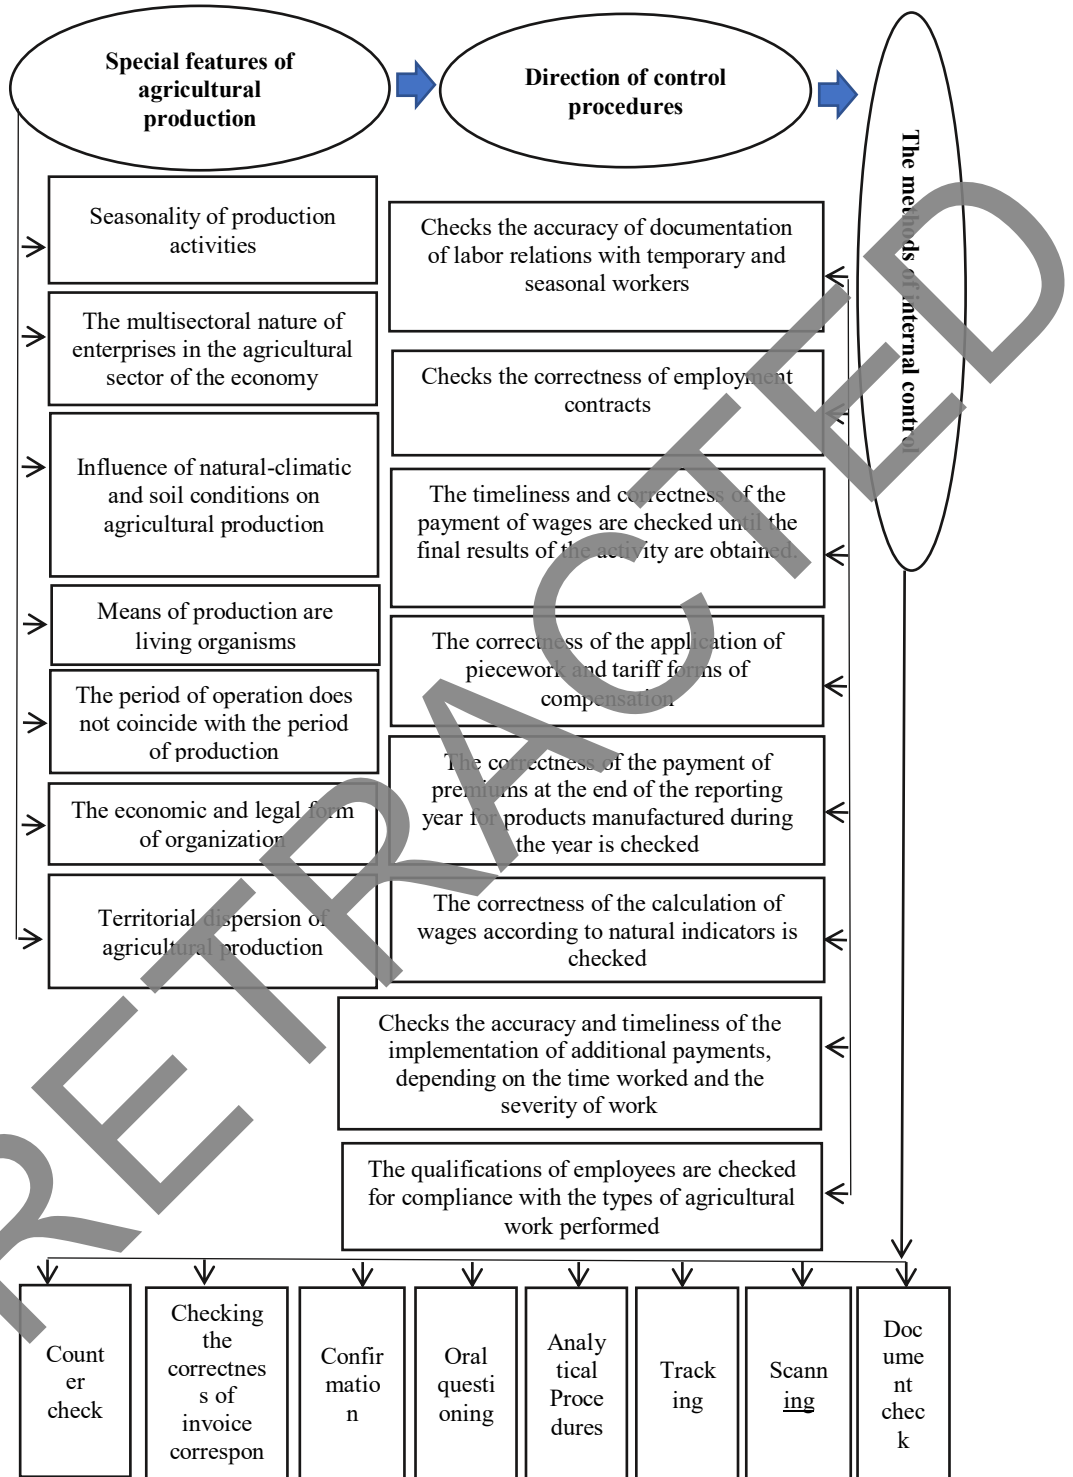 Special features of
agricultural
production
Direction of control
procedures
The methods of internal control
Seasonality of production
activities
The multisectoral nature of
enterprises in the agricultural
sector of the economy
Influence of natural-climatic
and soil conditions on
agricultural production
Means of production are
living organisms
The period of operation does
not coincide with the period
of production
The economic and legal form
of organization
Territorial dispersion of
agricultural production
Checks the accuracy of documentation
of labor relations with temporary and
seasonal workers
Checks the correctness of employment
contracts
The timeliness and correctness of the
payment of wages are checked until the
final results of the activity are obtained.
The correctness of the application of
piecework and tariff forms of
compensation
The correctness of the payment of
premiums at the end of the reporting
year for products manufactured during
the year is checked
The correctness of the calculation of
wages according to natural indicators is
checked
Checks the accuracy and timeliness of the
implementation of additional payments,
depending on the time worked and the
severity of work
The qualifications of employees are checked
for compliance with the types of agricultural
work performed
Count
er
check
Checking
the
correctnes
s of
invoice
correspon
Confir
matio
n
Oral
questi
oning
Analy
tical
Proce
dures
Track
ing
Scann
ing
Doc
ume
nt
chec
k
RETRACTED